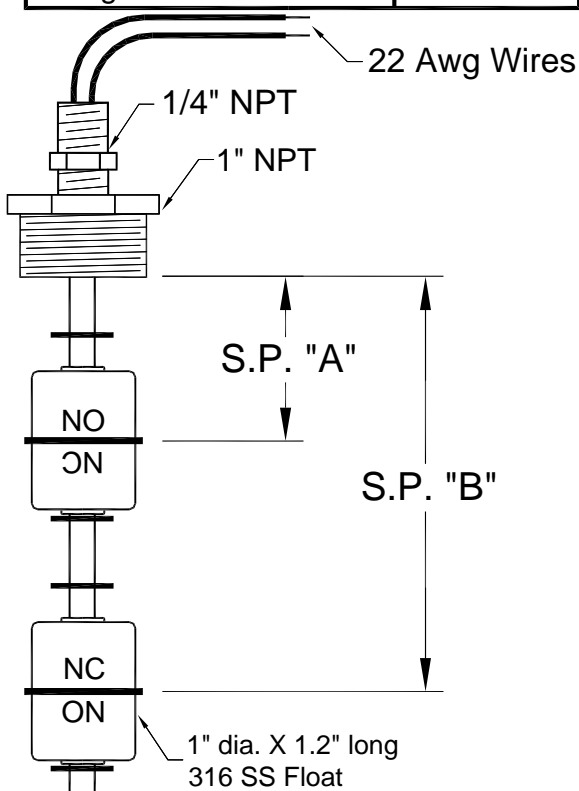 22 Awg Wires
1/4" NPT
1" NPT
S.P. "A"
NO
NC
S.P. "B"
NC
NO
1" dia. X 1.2" long
316 SS Float